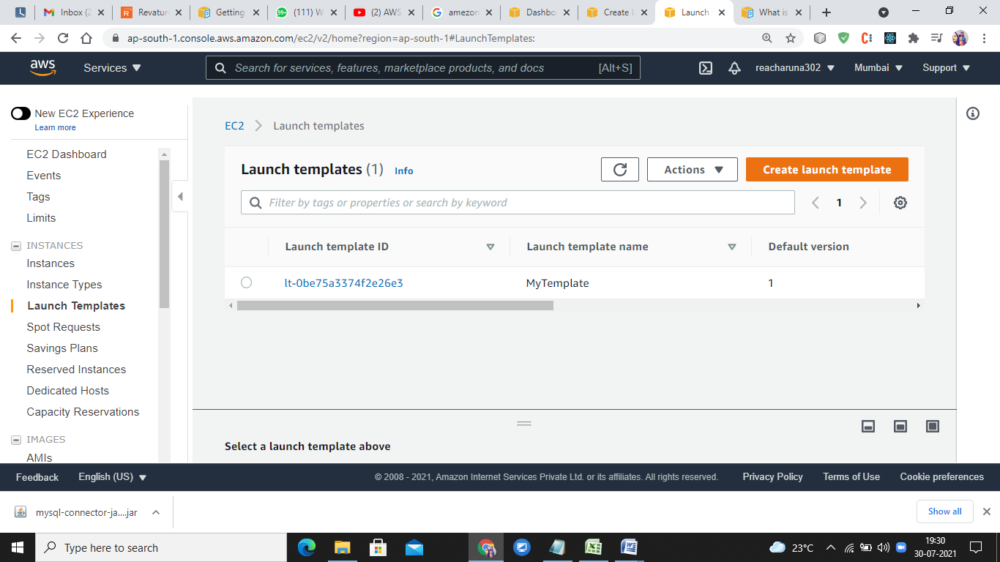 Inbox (2
Revatur
Getting
99+ (111) W
(2) AWS
amezon
Dashbo
Create l
Launch
What is
ap-south-1.console.aws.amazon.com/ec2/v2/home?region=ap-south-1#LaunchTemplates:
aws
Services
Search for services, features, marketplace products, and docs [Alt+S]
reacharuna302
Mumbai
Support
New EC2 Experience
Learn more
EC2 Dashboard
Events
Tags
Limits
INSTANCES
Instances
Instance Types
Launch Templates
Spot Requests
Savings Plans
Reserved Instances
Dedicated Hosts
Capacity Reservations
IMAGES
AMIs
EC2 > Launch templates
Launch templates (1) Info
Actions
Create launch template
Filter by tags or properties or search by keyword
1
Launch template ID Launch template name Default version
lt-0be75a3374f2e26e3 MyTemplate 1
Select a launch template above
Feedback English (US) © 2008 - 2021, Amazon Internet Services Private Ltd. or its affiliates. All rights reserved. Privacy Policy Terms of Use Cookie preferences
mysql-connector-ja....jar
Show all
Type here to search
23°C
19:30
30-07-2021